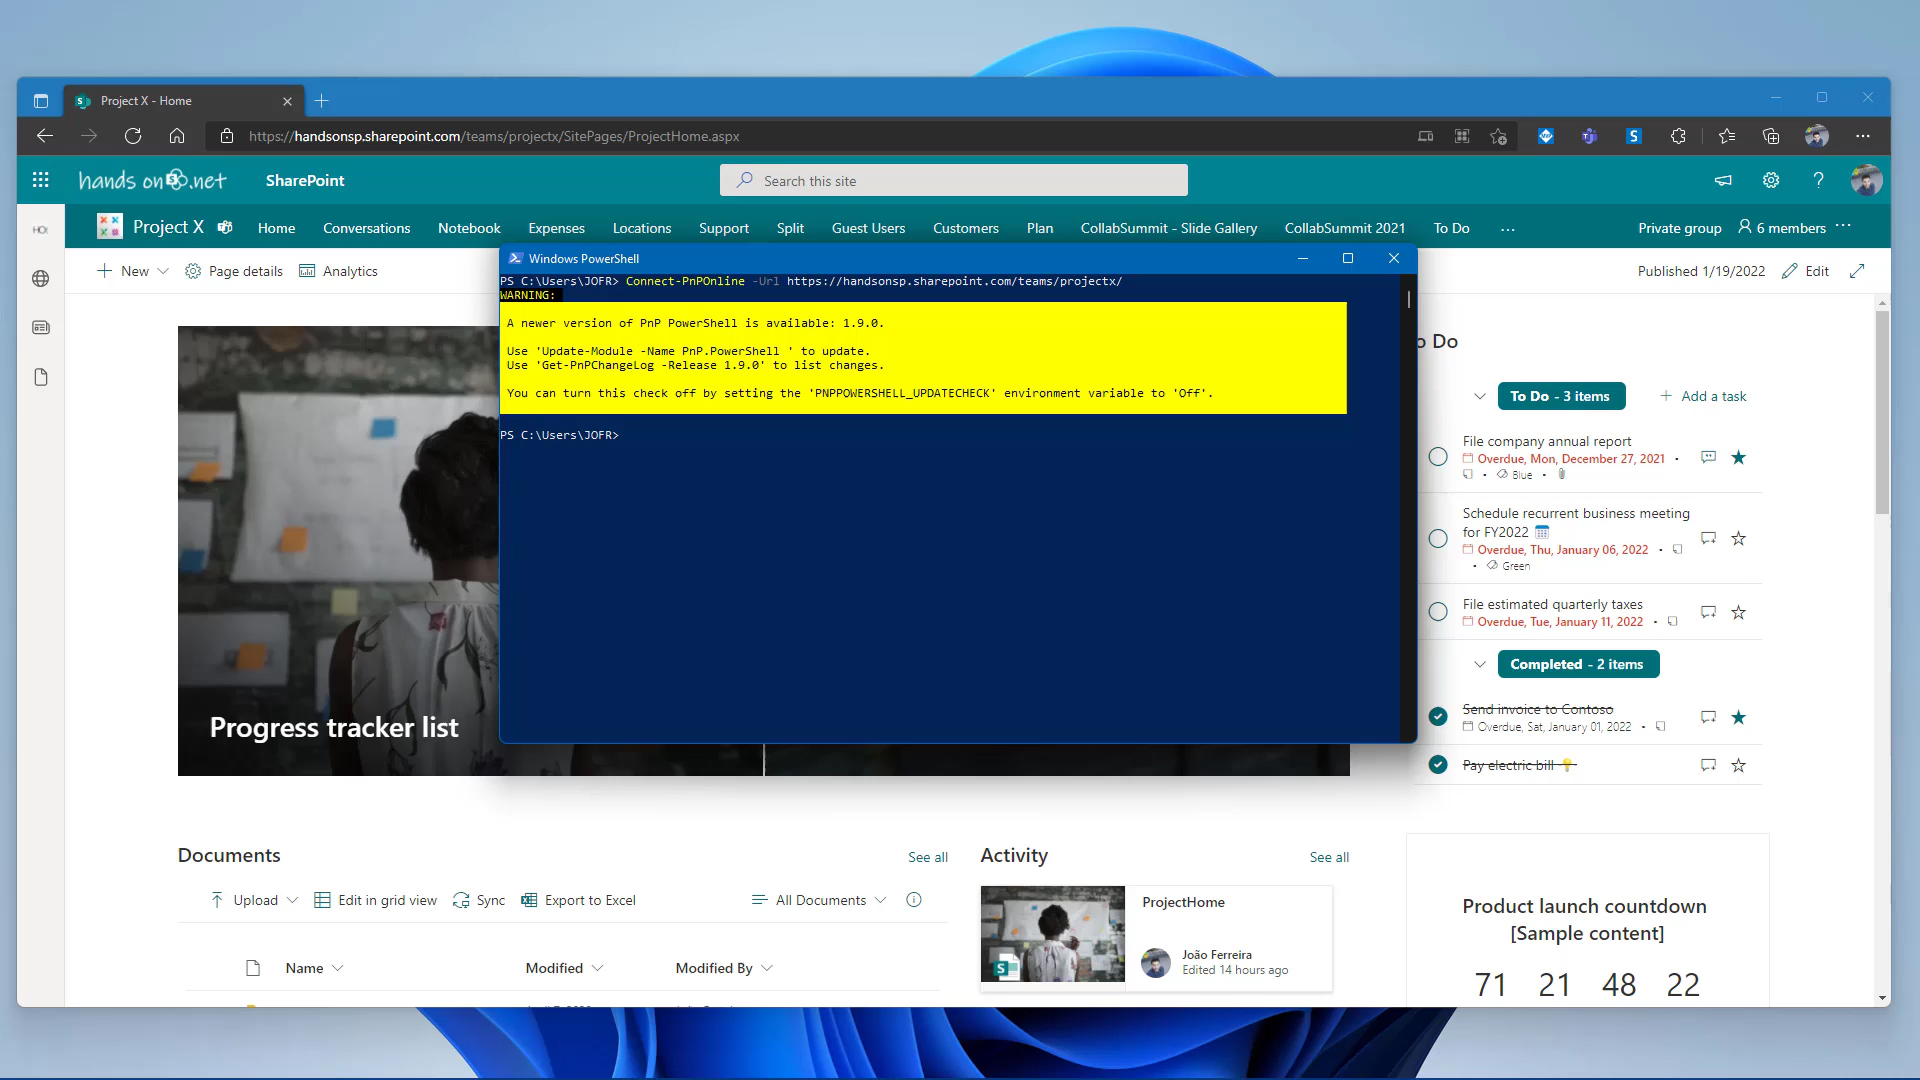 Project X - Home
https://handsonsp.sharepoint.com/teams/projectx/SitePages/ProjectHome.aspx
hands on S .net
SharePoint
Search this site
HO!
Project X
Home
Conversations
Notebook
Expenses
Locations
Support
Split
Guest Users
Customers
Plan
CollabSummit - Slide Gallery
CollabSummit 2021
To Do
...
Private group
6 members
New
Page details
Analytics
Published 1/19/2022
Edit
Windows PowerShell
PS C:\Users\JOFR> Connect-PnPOnline -Url https://handsonsp.sharepoint.com/teams/projectx/
WARNING:
A newer version of PnP PowerShell is available: 1.9.0.
Use 'Update-Module -Name PnP.PowerShell ' to update.
Use 'Get-PnPChangeLog -Release 1.9.0' to list changes.
You can turn this check off by setting the 'PNPPOWERSHELL_UPDATECHECK' environment variable to 'Off'.
PS C:\Users\JOFR>
Progress tracker list
o Do
To Do - 3 items
Add a task
File company annual report
Overdue, Mon, December 27, 2021
Blue
Schedule recurrent business meeting
for FY2022
Overdue, Thu, January 06, 2022
Green
File estimated quarterly taxes
Overdue, Tue, January 11, 2022
Completed - 2 items
Send invoice to Contoso
Overdue, Sat, January 01, 2022
Pay electric bill
Documents
See all
Upload
Edit in grid view
Sync
Export to Excel
All Documents
Name
Modified
Modified By
Activity
See all
ProjectHome
João Ferreira
Edited 14 hours ago
Product launch countdown
[Sample content]
71 21 48 22